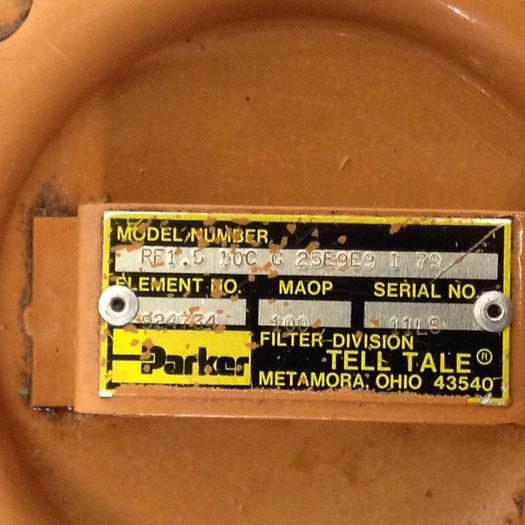 MODEL NUMBER
RF1.5 10C G 25E9E9 1 79
ELEMENT NO. MAOP SERIAL NO.
924734 100 11LS
Parker
FILTER DIVISION
TELL TALE®
METAMORA, OHIO 43540